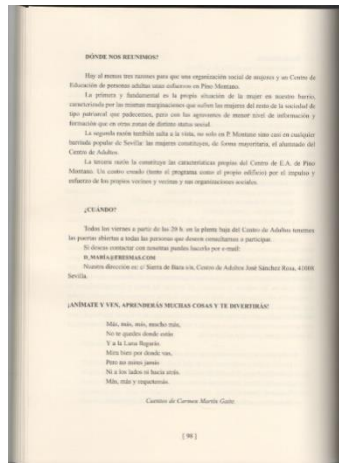 DÓNDE NOS REUNIMOS?
Hay al menos tres razones para que una organización social de mujeres y un Centro de
Educación de personas adultas unan esfuerzos en Pino Montano.
La primera y fundamental es la propia situación de la mujer en nuestro barrio,
caracterizada por las mismas marginaciones que sufren las mujeres del resto de la sociedad de
tipo patriarcal que padecemos, pero con el agravante de menor nivel de información y
formación que en otras zonas de distinto status social.
La segunda razón también salta a la vista, no solo en P. Montano sino casi en cualquier
barriada popular de Sevilla: las mujeres constituyen, de forma mayoritaria, el alumnado del
Centro de Adultos.
La tercera razón la constituye las características propias del Centro de E.A. de Pino
Montano. Un centro creado (tanto el programa como el propio edificio) por el impulso y
esfuerzo de los propios vecinos y vecinas y sus organizaciones sociales.
¿CUÁNDO?
Todos los viernes a partir de las 20 h. en la planta baja del Centro de Adultos tenemos
las puertas abiertas a todas las personas que deseen consultarnos o participar.
Si deseas contactar con nosotras puedes hacerlo por e-mail:
D_MARÍA@FREEMAS.COM
Nuestra dirección es: c/ Sierra de Baza s/n, Centro de Adultos José Sánchez Rosa, 41088
Sevilla.
¡ANÍMATE Y VEN, APRENDERÁS MUCHAS COSAS Y TE DIVERTIRÁS!
Más, más, más, mucho más,
No te quedes donde estás
Y a la Luna llegarás.
Mira bien por donde vas,
Pero no mires jamás
Ni a los lados ni hacia atrás.
Más, más y requetemás.
Cuentos de Carmen Martín Gaite
[ 98 ]